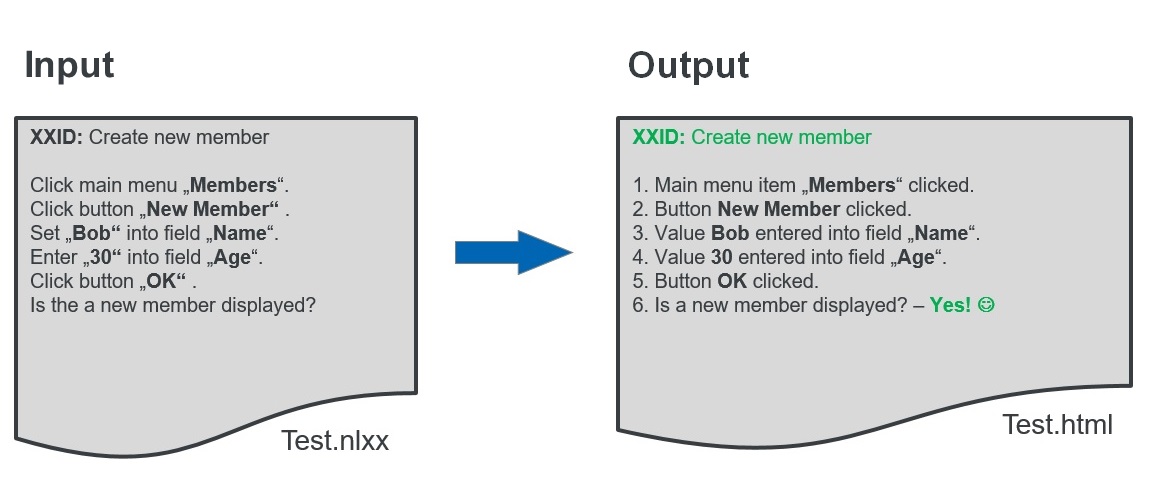 Input
XXID: Create new member
Click main menu „Members“.
Click button „New Member“ .
Set „Bob“ into field „Name“.
Enter „30“ into field „Age“.
Click button „OK“ .
Is the a new member displayed?
Test.nlxx
Output
XXID: Create new member
1. Main menu item „Members“ clicked.
2. Button New Member clicked.
3. Value Bob entered into field „Name“.
4. Value 30 entered into field „Age“.
5. Button OK clicked.
6. Is a new member displayed? – Yes! ☺
Test.html